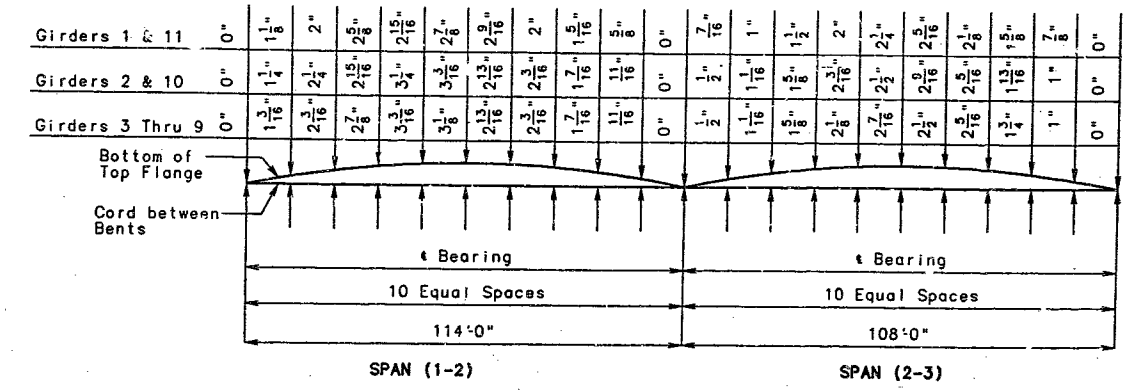 Girders 1 & 11 0" 1 1/8" 2" 2 5/8" 2 15/16" 2 7/8" 2 9/16" 2" 1 5/16" 5/8" 0" 7/16" 1" 1 1/2" 2" 2 1/4" 2 5/16" 2 1/8" 1 5/8" 7/8" 0"
Girders 2 & 10 0" 1 1/4" 2 1/4" 2 15/16" 3 1/4" 3 3/16" 2 13/16" 2 3/16" 1 7/16" 11/16" 0" 1/2" 1 1/16" 1 5/8" 2 3/16" 2 1/2" 2 9/16" 2 5/16" 1 13/16" 1" 0"
Girders 3 Thru 9 0" 1 3/16" 2 3/16" 2 7/8" 3 3/16" 3 1/8" 2 13/16" 2 3/16" 1 7/16" 11/16" 0" 1/2" 1 1/16" 1 5/8" 2 1/8" 2 7/16" 2 1/2" 2 5/16" 1 3/4" 1" 0"
Bottom of
Top Flange
Cord between
Bents
℄ Bearing
℄ Bearing
10 Equal Spaces
10 Equal Spaces
114'-0"
108'-0"
SPAN (1-2)
SPAN (2-3)